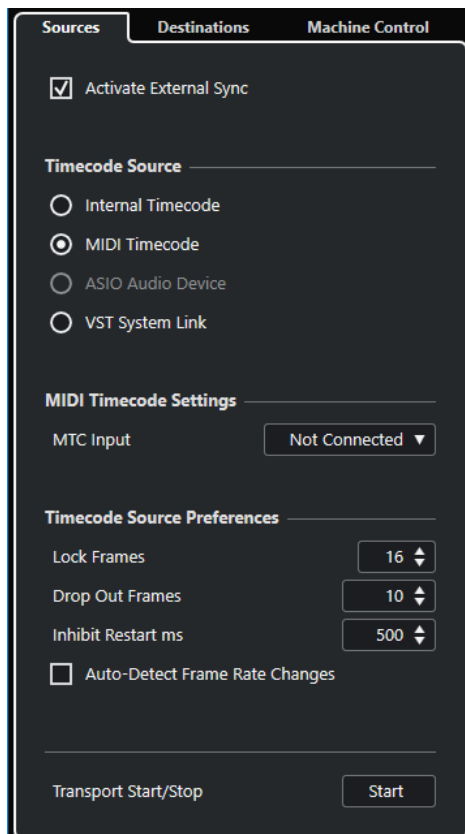 Sources Destinations Machine Control
Activate External Sync
Timecode Source
Internal Timecode
MIDI Timecode
ASIO Audio Device
VST System Link
MIDI Timecode Settings
MTC Input Not Connected
Timecode Source Preferences
Lock Frames 16
Drop Out Frames 10
Inhibit Restart ms 500
Auto-Detect Frame Rate Changes
Transport Start/Stop Start